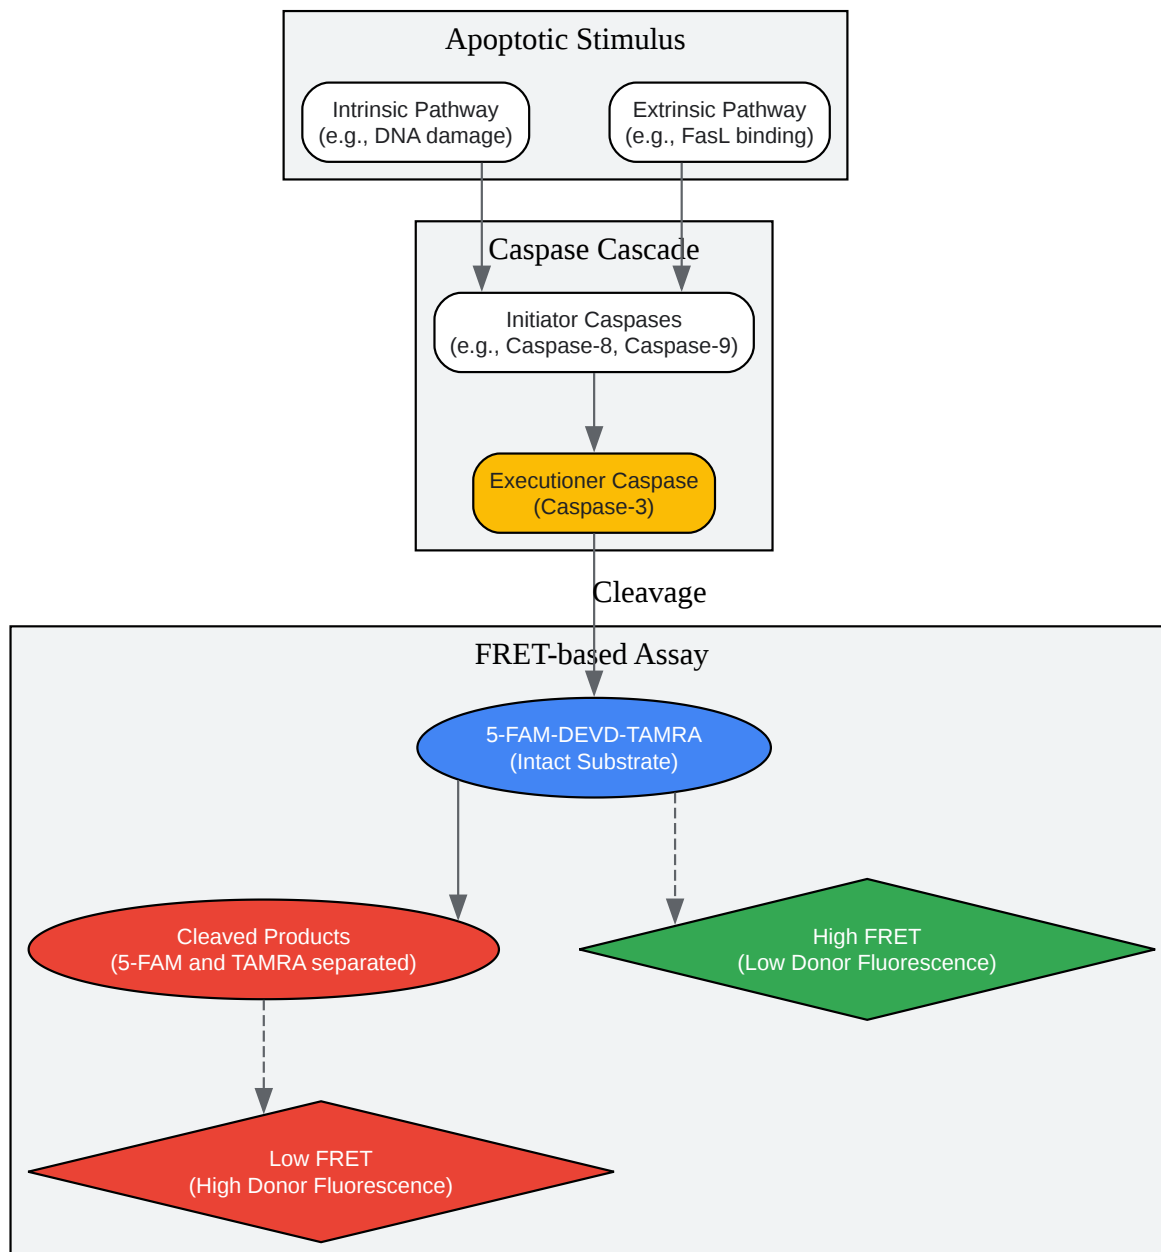 Apoptotic Stimulus
Intrinsic Pathway
(e.g., DNA damage)
Extrinsic Pathway
(e.g., FasL binding)
Caspase Cascade
Initiator Caspases
(e.g., Caspase-8, Caspase-9)
Executioner Caspase
(Caspase-3)
Cleavage
FRET-based Assay
5-FAM-DEVD-TAMRA
(Intact Substrate)
Cleaved Products
(5-FAM and TAMRA separated)
High FRET
(Low Donor Fluorescence)
Low FRET
(High Donor Fluorescence)